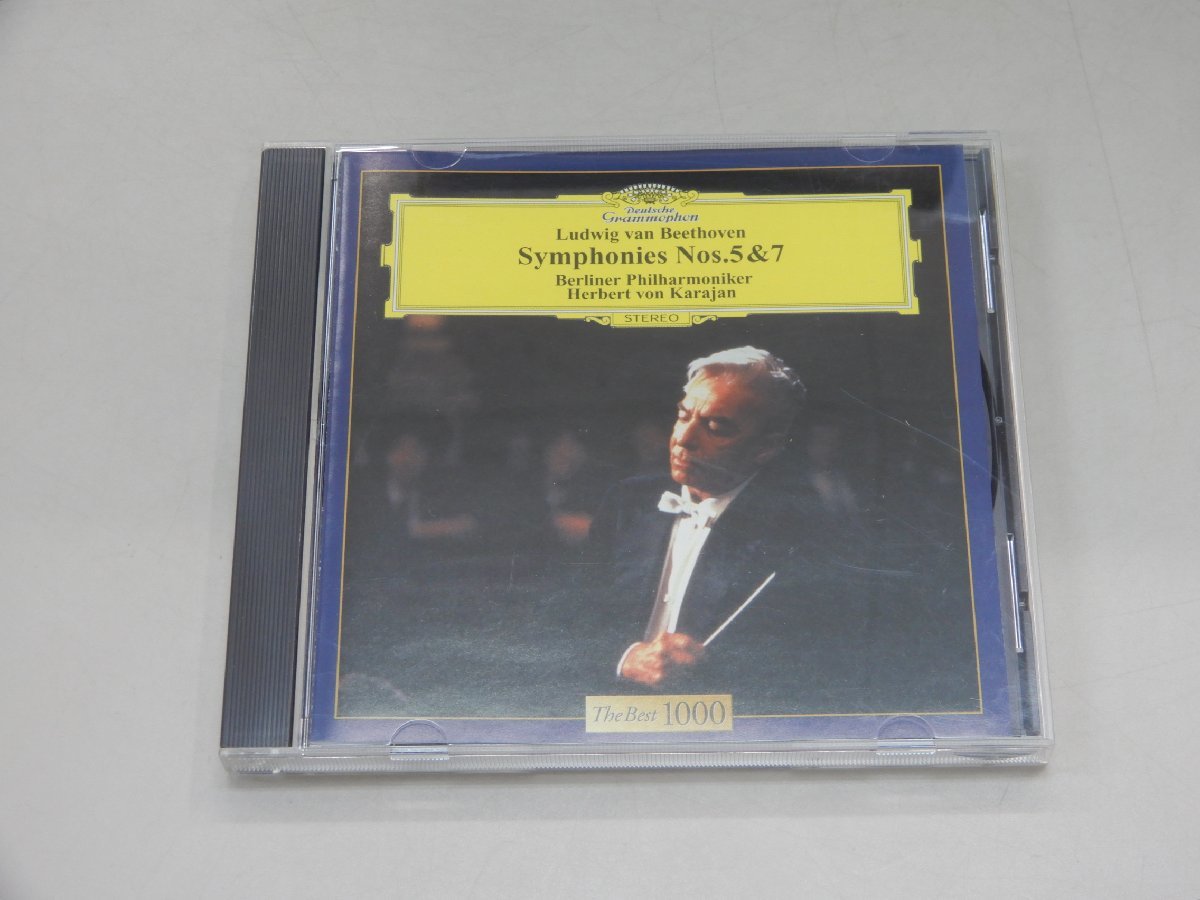 Deutsche
Grammophon
Ludwig van Beethoven
Symphonies Nos.5&7
Berliner Philharmoniker
Herbert von Karajan
STEREO
The Best 1000